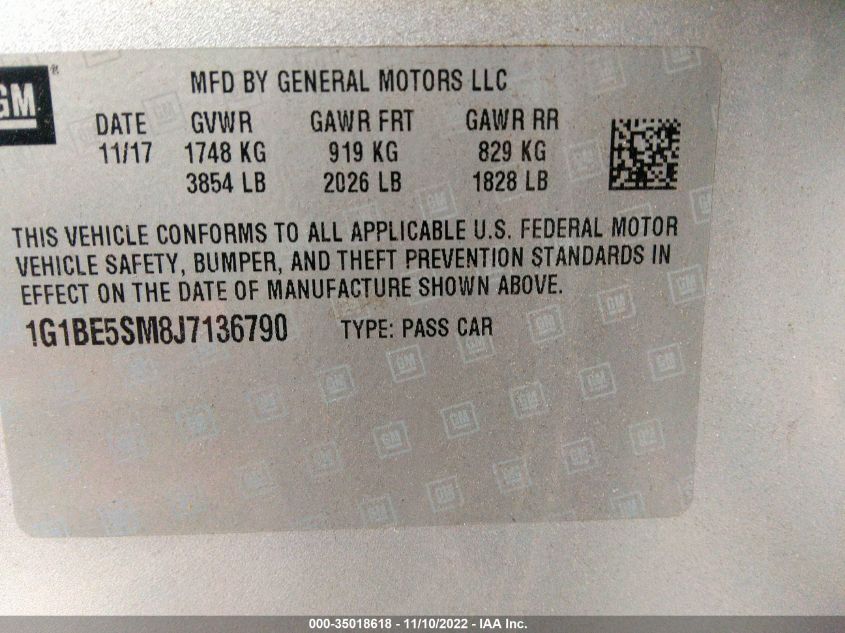 GM®
MFD BY GENERAL MOTORS LLC
DATE GVWR GAWR FRT GAWR RR
11/17 1748 KG 919 KG 829 KG
3854 LB 2026 LB 1828 LB
THIS VEHICLE CONFORMS TO ALL APPLICABLE U.S. FEDERAL MOTOR
VEHICLE SAFETY, BUMPER, AND THEFT PREVENTION STANDARDS IN
EFFECT ON THE DATE OF MANUFACTURE SHOWN ABOVE.
1G1BE5SM8J7136790 TYPE: PASS CAR
000-35018618 - 11/10/2022 - IAA Inc.